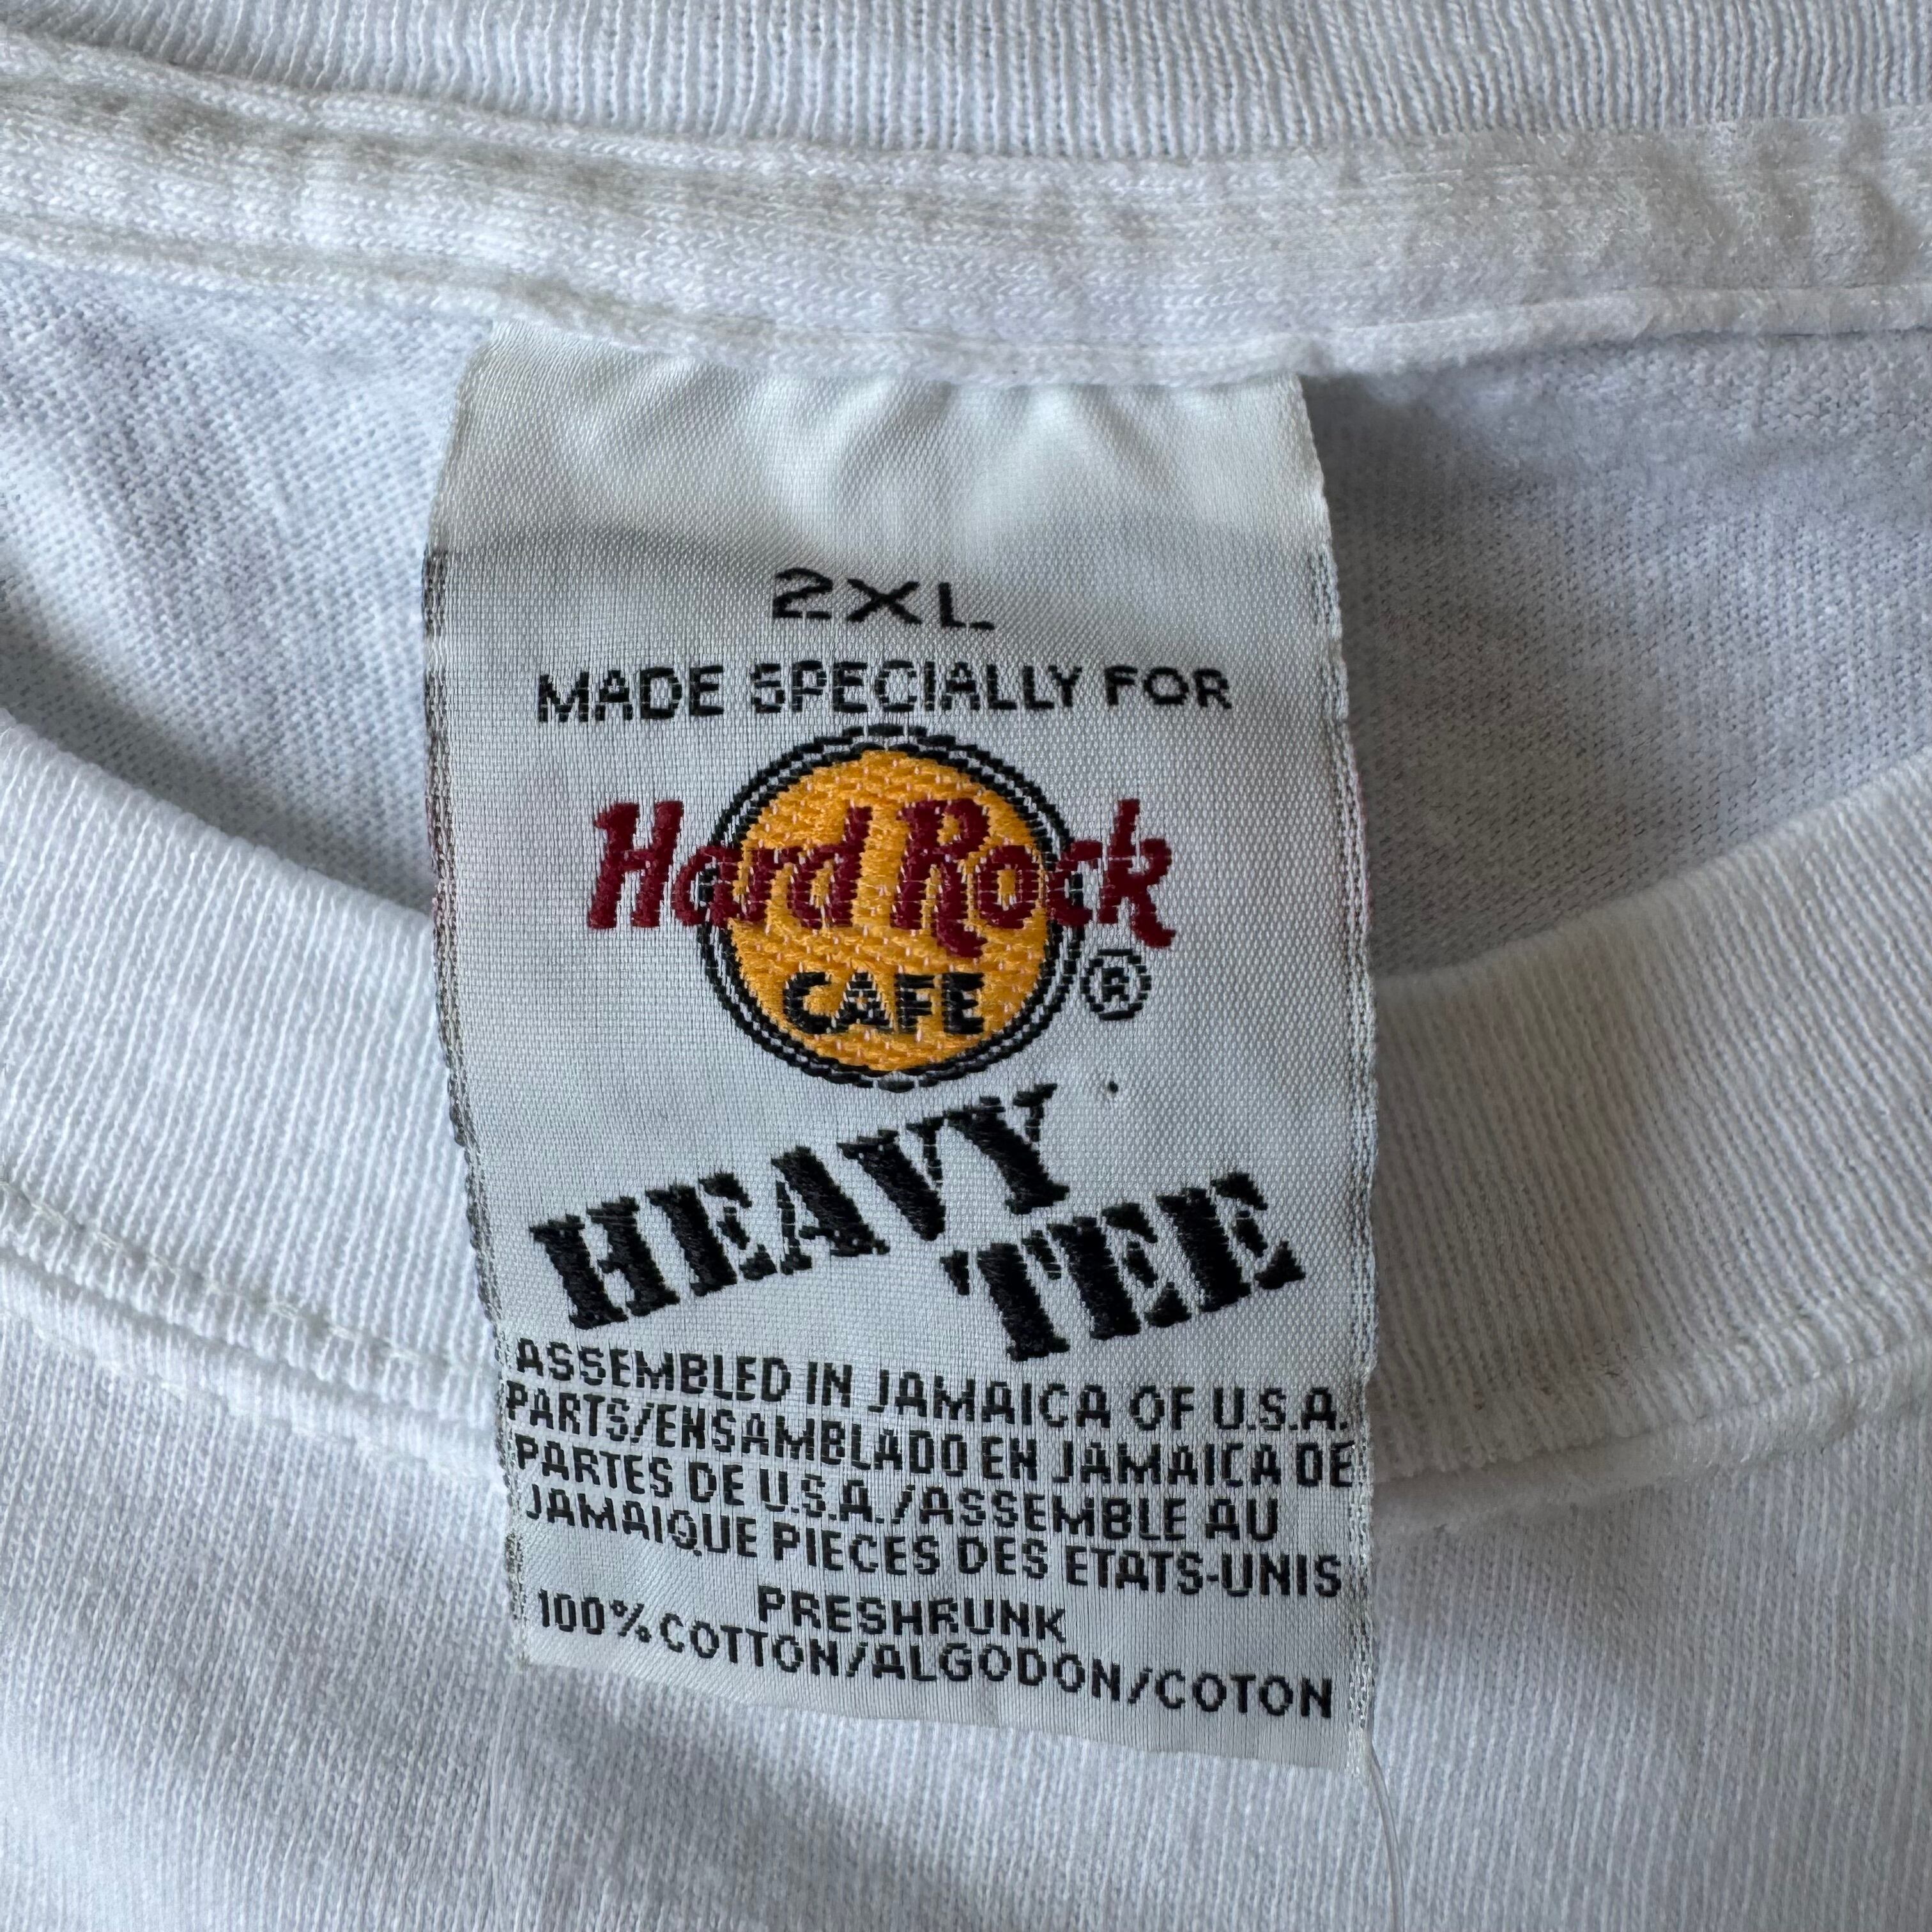 2XL
MADE SPECIALLY FOR
Hard Rock
CAFE ®
HEAVY
TEE
ASSEMBLED IN JAMAICA OF U.S.A.
PARTS/ENSAMBLADO EN JAMAICA DE
PARTES DE U.S.A./ASSEMBLE AU
JAMAIQUE PIECES DES ETATS-UNIS
PRESHRUNK
100% COTTON/ALGODON/COTON